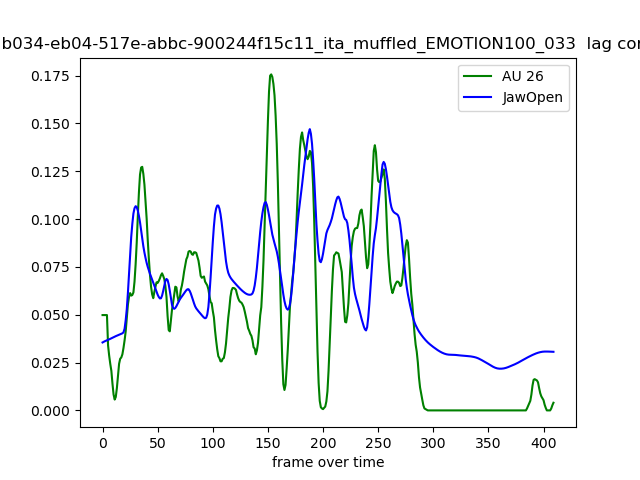 b034-eb04-517e-abbc-900244f15c11_ita_muffled_EMOTION100_033 lag
AU 26
JawOpen
0.175
0.150
0.125
0.100
0.075
0.050
0.025
0.000
0 50 100 150 200 250 300 350 400
frame over time